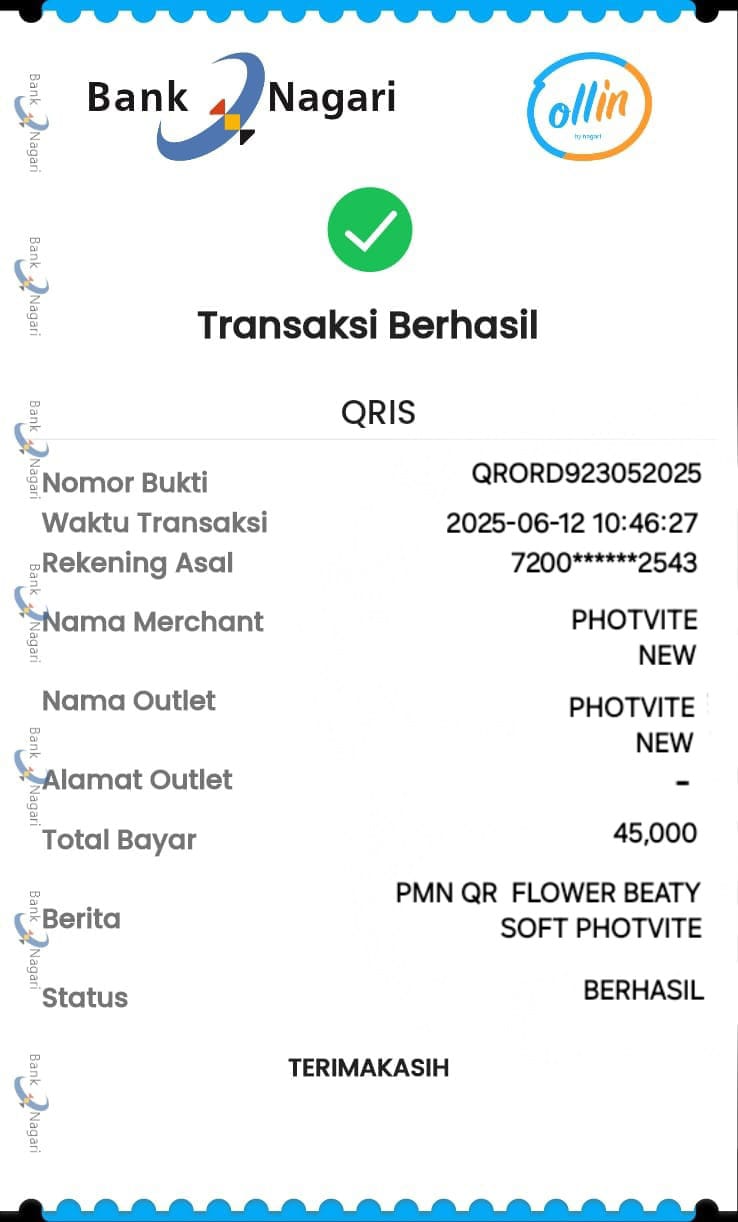 Bank Nagari
ollin
by nagari
Transaksi Berhasil
QRIS
Nomor Bukti QRORD923052025
Waktu Transaksi 2025-06-12 10:46:27
Rekening Asal 7200******2543
Nama Merchant PHOTVITE
NEW
Nama Outlet PHOTVITE
NEW
Alamat Outlet -
Total Bayar 45,000
Berita PMN QR FLOWER BEATY
SOFT PHOTVITE
Status BERHASIL
TERIMAKASIH
Bank Nagari
Bank Nagari
Bank Nagari
Bank Nagari
Bank Nagari
Bank Nagari
Bank Nagari